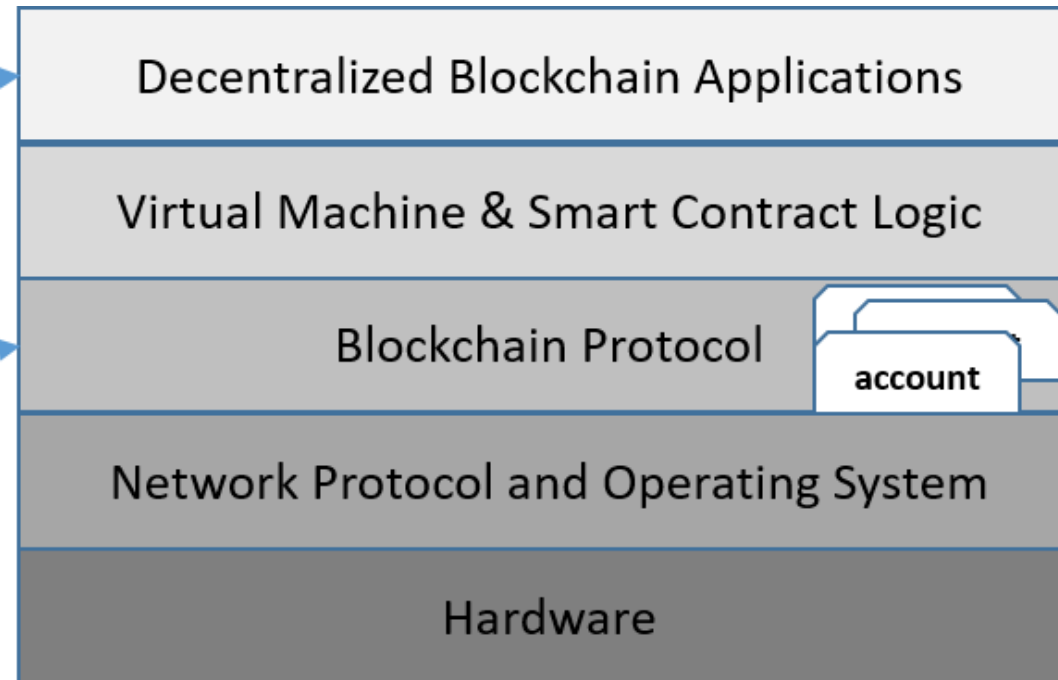 Decentralized Blockchain Applications
Virtual Machine & Smart Contract Logic
Blockchain Protocol
account
Network Protocol and Operating System
Hardware